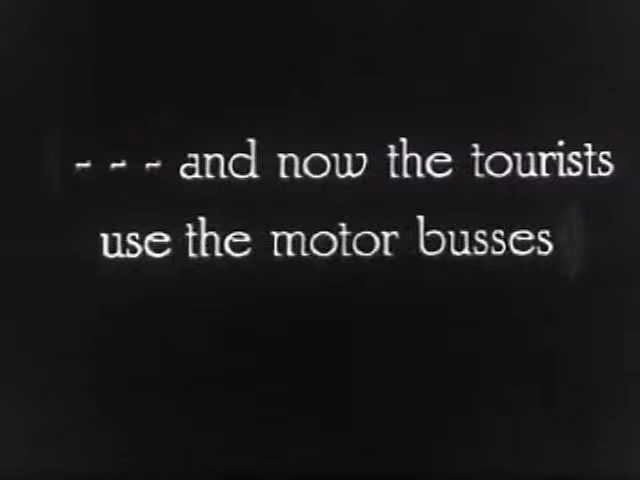 --- and now the tourists
use the motor busses